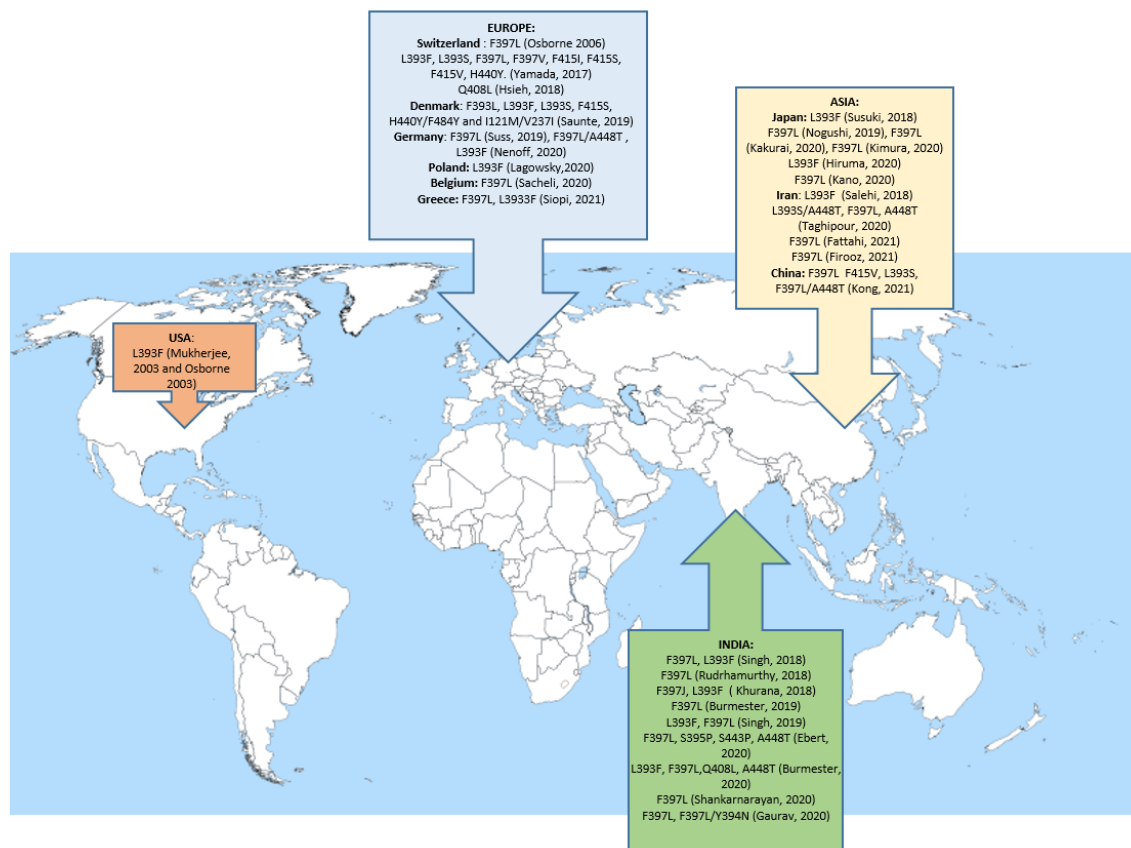 EUROPE:
Switzerland : F397L (Osborne 2006)
L393F, L393S, F397L, F397V, F415I, F415S,
F415V, H440Y. (Yamada, 2017)
Q408L (Hsieh, 2018)
Denmark: F393L, L393F, L393S, F415S,
H440Y/F484Y and I121M/V237I (Saunte, 2019)
Germany: F397L (Suss, 2019), F397L/A448T ,
L393F (Nenoff, 2020)
Poland: L393F (Lagowsky,2020)
Belgium: F397L (Sacheli, 2020)
Greece: F397L, L3933F (Siopi, 2021)
ASIA:
Japan: L393F (Susuki, 2018)
F397L (Nogushi, 2019), F397L
(Kakurai, 2020), F397L (Kimura, 2020)
L393F (Hiruma, 2020)
F397L (Kano, 2020)
Iran: L393F (Salehi, 2018)
L393S/A448T, F397L, A448T
(Taghipour, 2020)
F397L (Fattahi, 2021)
F397L (Firooz, 2021)
China: F397L F415V, L393S,
F397L/A448T (Kong, 2021)
USA:
L393F (Mukherjee,
2003 and Osborne
2003)
INDIA:
F397L, L393F (Singh, 2018)
F397L (Rudrhamurthy, 2018)
F397J, L393F ( Khurana, 2018)
F397L (Burmester, 2019)
L393F, F397L (Singh, 2019)
F397L, S395P, S443P, A448T (Ebert,
2020)
L393F, F397L,Q408L, A448T (Burmester,
2020)
F397L (Shankarnarayan, 2020)
F397L, F397L/Y394N (Gaurav, 2020)